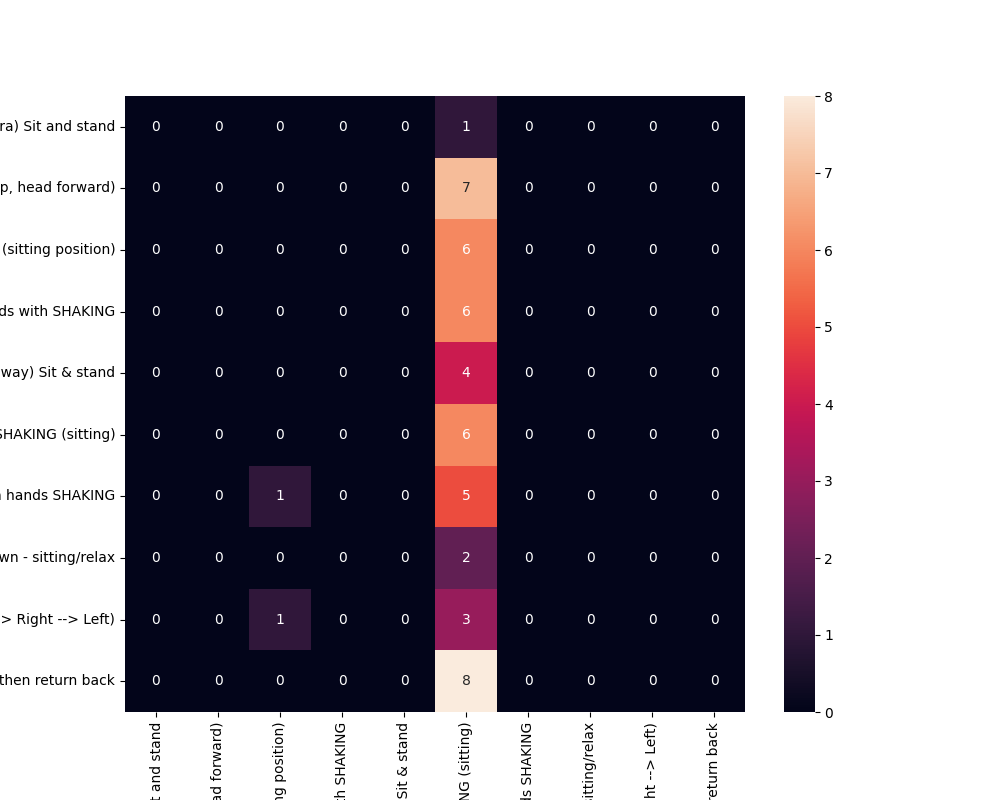 8
ra) Sit and stand 0 0 0 0 0 1 0 0 0 0
7
p, head forward) 0 0 0 0 0 7 0 0 0 0
6
(sitting position) 0 0 0 0 0 6 0 0 0 0
ds with SHAKING 0 0 0 0 0 6 0 0 0 0
5
way) Sit & stand 0 0 0 0 0 4 0 0 0 0
4
SHAKING (sitting) 0 0 0 0 0 6 0 0 0 0
3
hands SHAKING 0 0 1 0 0 5 0 0 0 0
2
wn - sitting/relax 0 0 0 0 0 2 0 0 0 0
1
> Right --> Left) 0 0 1 0 0 3 0 0 0 0
then return back 0 0 0 0 0 8 0 0 0 0
0
t and stand
ad forward)
ng position)
th SHAKING
Sit & stand
NG (sitting)
ds SHAKING
sitting/relax
ht --> Left)
return back